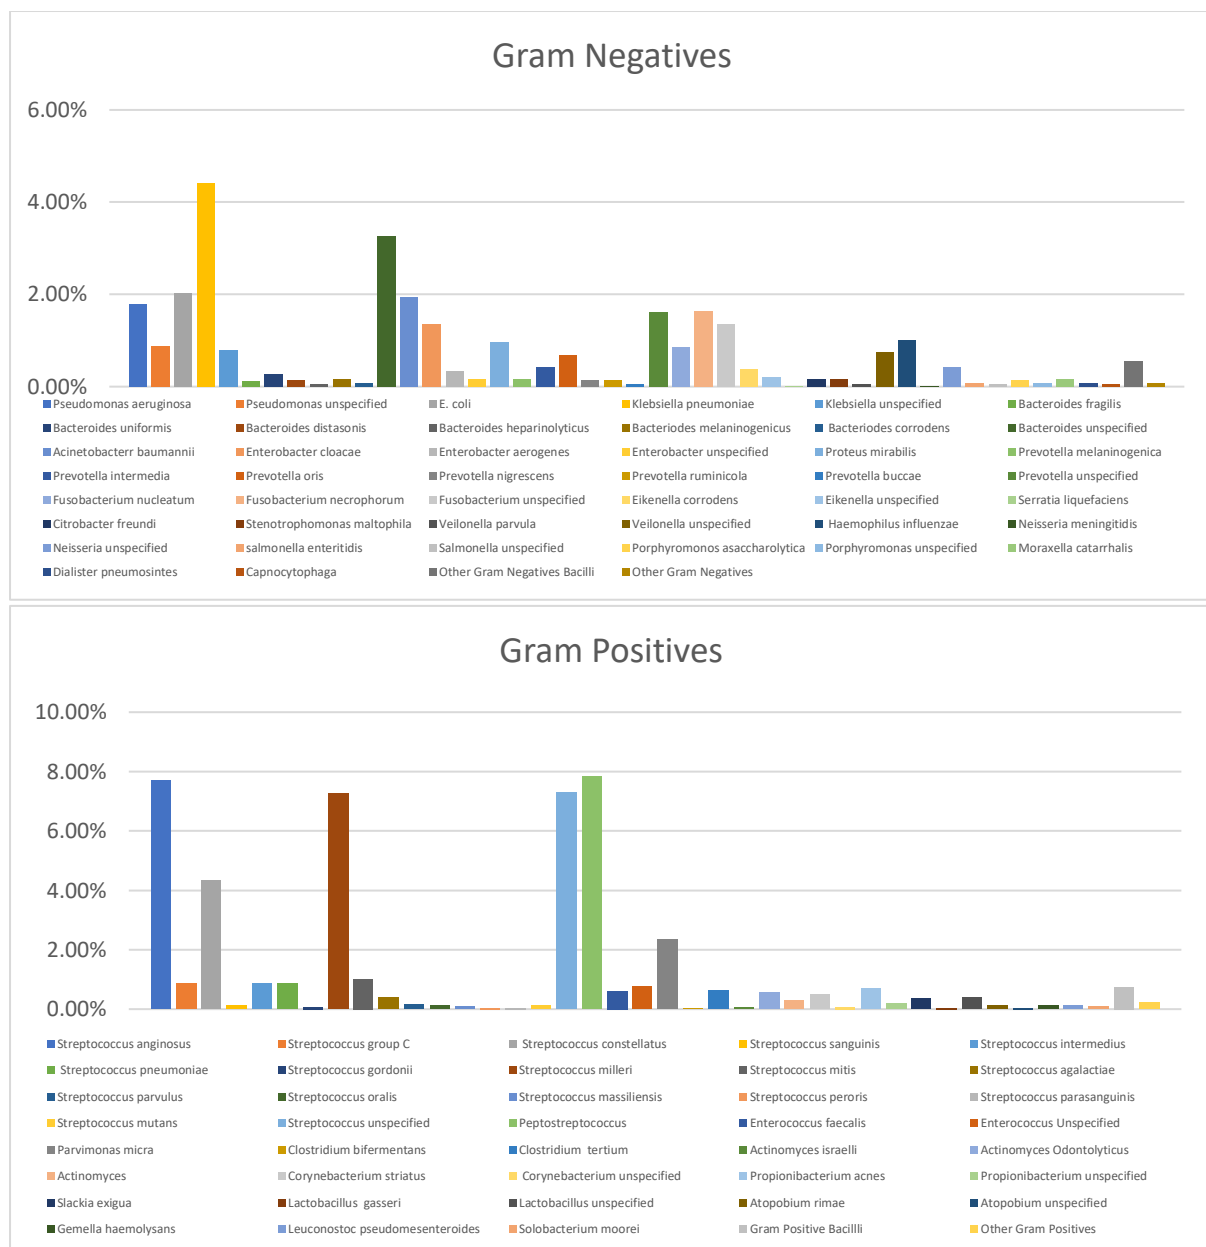 Gram Negatives
6.00%
4.00%
2.00%
0.00%
Pseudomonas aeruginosa Pseudomonas unspecified E. coli Klebsiella pneumoniae Klebsiella unspecified Bacteroides fragilis
Bacteroides uniformis Bacteroides distasonis Bacteroides heparinolyticus Bacteriodes melaninogenicus Bacteriodes corrodens Bacteroides unspecified
Acinetobacterr baumannii Enterobacter cloacae Enterobacter aerogenes Enterobacter unspecified Proteus mirabilis Prevotella melaninogenica
Prevotella intermedia Prevotella oris Prevotella nigrescens Prevotella ruminicola Prevotella buccae Prevotella unspecified
Fusobacterium nucleatum Fusobacterium necrophorum Fusobacterium unspecified Eikenella corrodens Eikenella unspecified Serratia liquefaciens
Citrobacter freundi Stenotrophomonas maltophila Veilonella parvula Veilonella unspecified Haemophilus influenzae Neisseria meningitidis
Neisseria unspecified salmonella enteritidis Salmonella unspecified Porphyromonos asaccharolytica Porphyromonas unspecified Moraxella catarrhalis
Dialister pneumosintes Capnocytophaga Other Gram Negatives Bacilli Other Gram Negatives
Gram Positives
10.00%
8.00%
6.00%
4.00%
2.00%
0.00%
Streptococcus anginosus Streptococcus group C Streptococcus constellatus Streptococcus sanguinis Streptococcus intermedius
Streptococcus pneumoniae Streptococcus gordonii Streptococcus milleri Streptococcus mitis Streptococcus agalactiae
Streptococcus parvulus Streptococcus oralis Streptococcus massiliensis Streptococcus peroris Streptococcus parasanguinis
Streptococcus mutans Streptococcus unspecified Peptostreptococcus Enterococcus faecalis Enterococcus Unspecified
Parvimonas micra Clostridium bifermentans Clostridium tertium Actinomyces israelli Actinomyces Odontolyticus
Actinomyces Corynebacterium striatus Corynebacterium unspecified Propionibacterium acnes Propionibacterium unspecified
Slackia exigua Lactobacillus gasseri Lactobacillus unspecified Atopobium rimae Atopobium unspecified
Gemella haemolysans Leuconostoc pseudomesenteroides Solobacterium moorei Gram Positive Bacillli Other Gram Positives